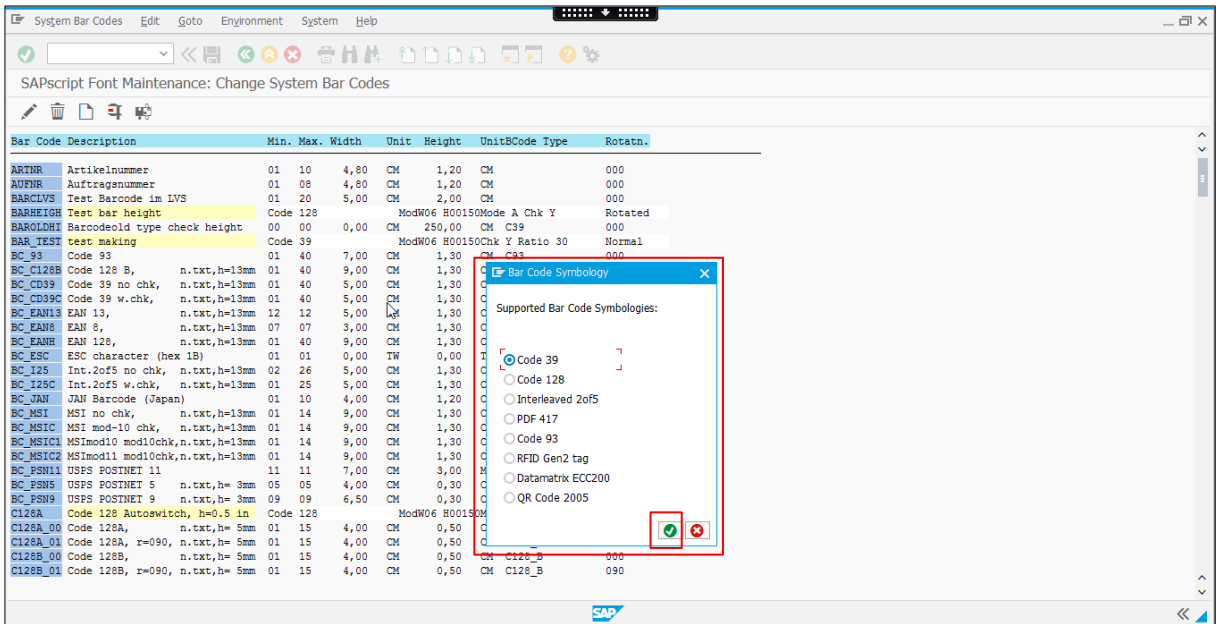 System Bar Codes Edit Goto Environment System Help
SAPscript Font Maintenance: Change System Bar Codes
Bar Code Description Min. Max. Width Unit Height UnitBCode Type Rotatn.
ARTNR Artikelnummer 01 10 4,80 CM 1,20 CM 000
AUFNR Auftragsnummer 01 08 4,80 CM 1,20 CM 000
BARCLVS Test Barcode im LVS 01 20 5,00 CM 2,00 CM 000
BARHEIGH Test bar height Code 128 ModW06 H00150Mode A Chk Y Rotated
BAROLDHI Barcodeold type check height 00 00 0,00 CM 250,00 CM C39 000
BAR_TEST test making Code 39 ModW06 H00150Chk Y Ratio 30 Normal
BC_93 Code 93 01 40 7,00 CM 1,30 CM C93 000
BC_C128B Code 128 B, n.txt,h=13mm 01 40 9,00 CM 1,30
BC_CD39 Code 39 no chk, n.txt,h=13mm 01 40 5,00 CM 1,30
BC_CD39C Code 39 w.chk, n.txt,h=13mm 01 40 5,00 CM 1,30
BC_EAN13 EAN 13, n.txt,h=13mm 12 12 5,00 CM 1,30
BC_EAN8 EAN 8, n.txt,h=13mm 07 07 3,00 CM 1,30
BC_EANH EAN 128, n.txt,h=13mm 01 40 9,00 CM 1,30
BC_ESC ESC character (hex 1B) 01 01 0,00 TW 0,00
BC_I25 Int.2of5 no chk, n.txt,h=13mm 02 26 5,00 CM 1,30
BC_I25C Int.2of5 w.chk, n.txt,h=13mm 01 25 5,00 CM 1,30
BC_JAN JAN Barcode (Japan) 01 10 4,00 CM 1,20
BC_MSI MSI no chk, n.txt,h=13mm 01 14 9,00 CM 1,30
BC_MSIC MSI mod-10 chk, n.txt,h=13mm 01 14 9,00 CM 1,30
BC_MSIC1 MSImod10 mod10chk,n.txt,h=13mm 01 14 9,00 CM 1,30
BC_MSIC2 MSImod11 mod10chk,n.txt,h=13mm 01 14 9,00 CM 1,30
BC_PSN11 USPS POSTNET 11 11 11 7,00 CM 3,00
BC_PSN5 USPS POSTNET 5 n.txt,h= 3mm 05 05 4,00 CM 0,30
BC_PSN9 USPS POSTNET 9 n.txt,h= 3mm 09 09 6,50 CM 0,30
C128A Code 128 Autoswitch, h=0.5 in Code 128 ModW06 H00150M
C128A_00 Code 128A, n.txt,h= 5mm 01 15 4,00 CM 0,50
C128A_01 Code 128A, r=090, n.txt,h= 5mm 01 15 4,00 CM 0,50
C128B_00 Code 128B, n.txt,h= 5mm 01 15 4,00 CM 0,50 CM C128_B 000
C128B_01 Code 128B, r=090, n.txt,h= 5mm 01 15 4,00 CM 0,50 CM C128_B 090
Bar Code Symbology
Supported Bar Code Symbologies:
Code 39
Code 128
Interleaved 2of5
PDF 417
Code 93
RFID Gen2 tag
Datamatrix ECC200
QR Code 2005
SAP